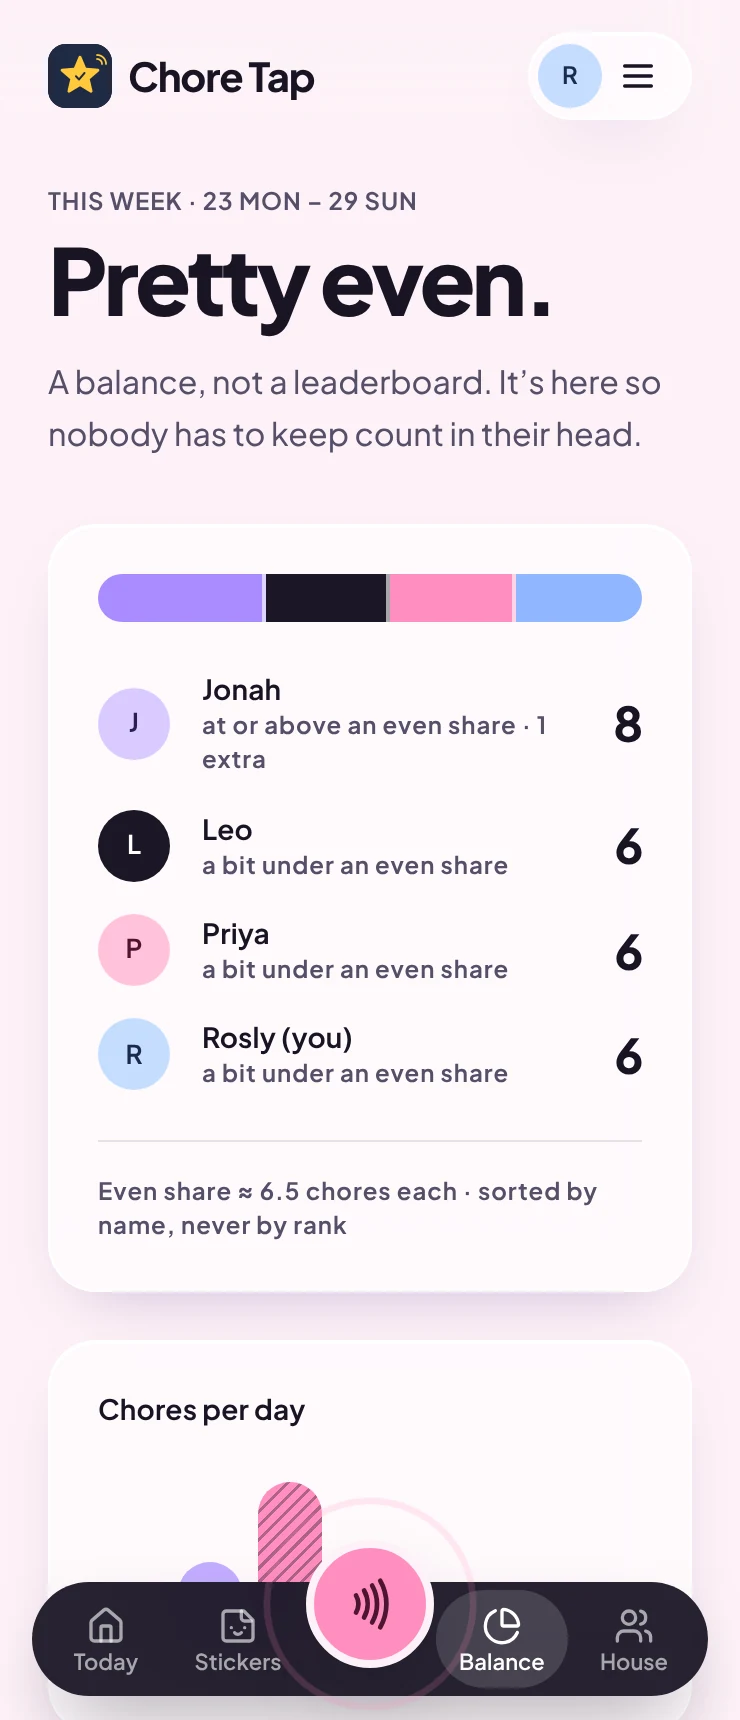 Chore Tap
R
THIS WEEK · 23 MON – 29 SUN
Pretty even.
A balance, not a leaderboard. It’s here so
nobody has to keep count in their head.
J
Jonah
at or above an even share · 1
extra
8
L
Leo
a bit under an even share
6
P
Priya
a bit under an even share
6
R
Rosly (you)
a bit under an even share
6
Even share ≈ 6.5 chores each · sorted by
name, never by rank
Chores per day
Today
Stickers
Balance
House